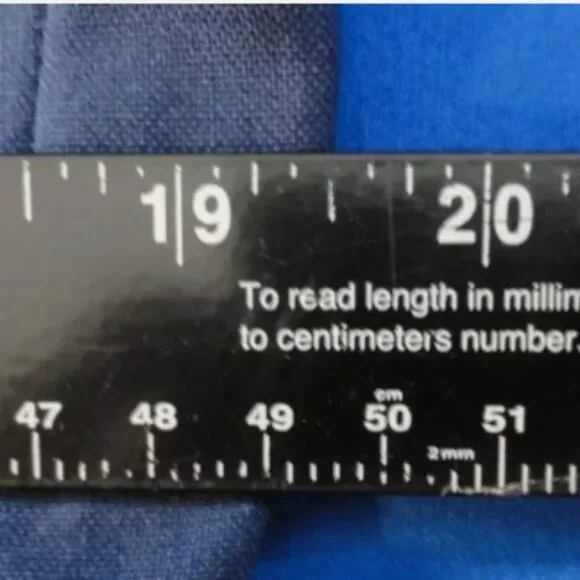 19 20
To read length in millim
to centimeters number.
cm
47 48 49 50 51
2mm